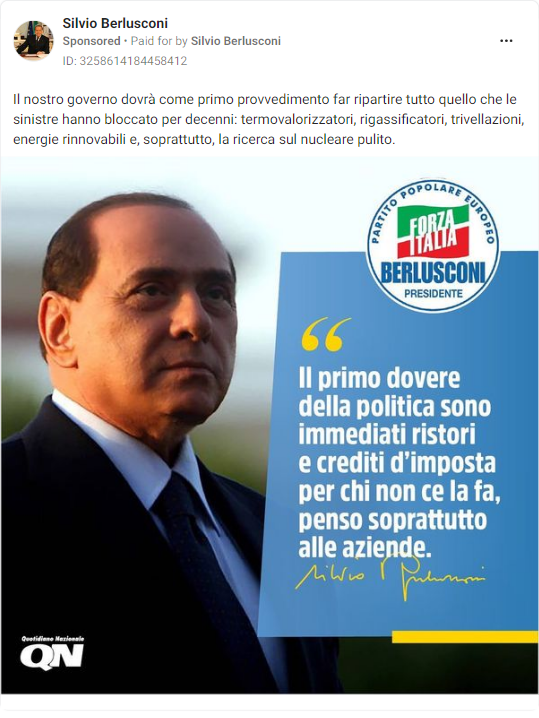 Silvio Berlusconi
Sponsored • Paid for by Silvio Berlusconi
ID: 3258614184458412
Il nostro governo dovrà come primo provvedimento far ripartire tutto quello che le
sinistre hanno bloccato per decenni: termovalorizzatori, rigassificatori, trivellazioni,
energie rinnovabili e, soprattutto, la ricerca sul nucleare pulito.
PARTITO POPOLARE EUROPEO
FORZA
ITALIA
BERLUSCONI
PRESIDENTE
“
Il primo dovere
della politica sono
immediati ristori
e crediti d’imposta
per chi non ce la fa,
penso soprattutto
alle aziende.
Silvio Berlusconi
Quotidiano Nazionale
QN